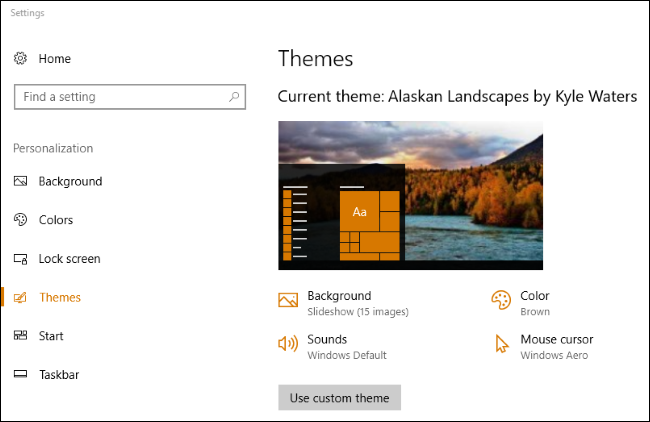 Settings
Home
Find a setting
Personalization
Background
Colors
Lock screen
Themes
Start
Taskbar
Themes
Current theme: Alaskan Landscapes by Kyle Waters
Aa
Background
Slideshow (15 images)
Color
Brown
Sounds
Windows Default
Mouse cursor
Windows Aero
Use custom theme